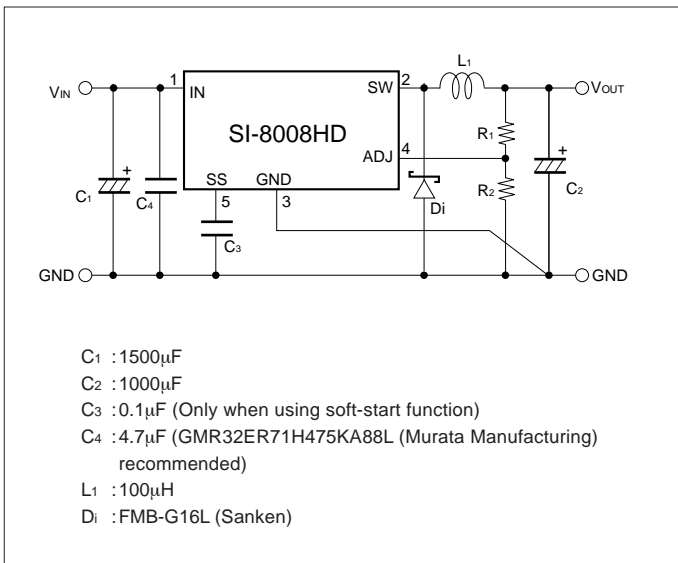 L1
1
IN
SW
2
VIN
VOUT
R1
SI-8008HD
ADJ
4
SS
GND
R2
C1
C4
5
3
Di
C2
C3
GND
GND
+
+
C1 :1500μF
C2 :1000μF
C3 :0.1μF (Only when using soft-start function)
C4 :4.7μF (GMR32ER71H475KA88L (Murata Manufacturing)
recommended)
L1 :100μH
Di :FMB-G16L (Sanken)